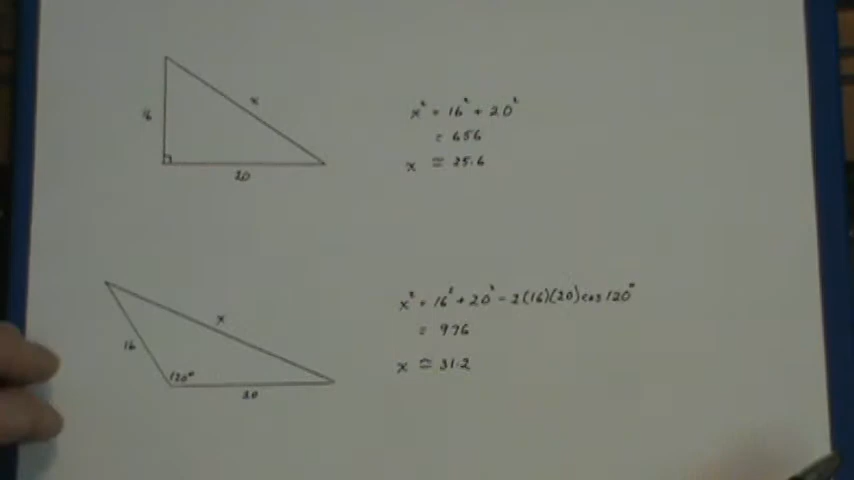 16
x
20
x² = 16² + 20²
= 656
x ≅ 25.6
x
16
120°
20
x² = 16² + 20² - 2(16)(20)cos 120°
= 976
x ≅ 31.2